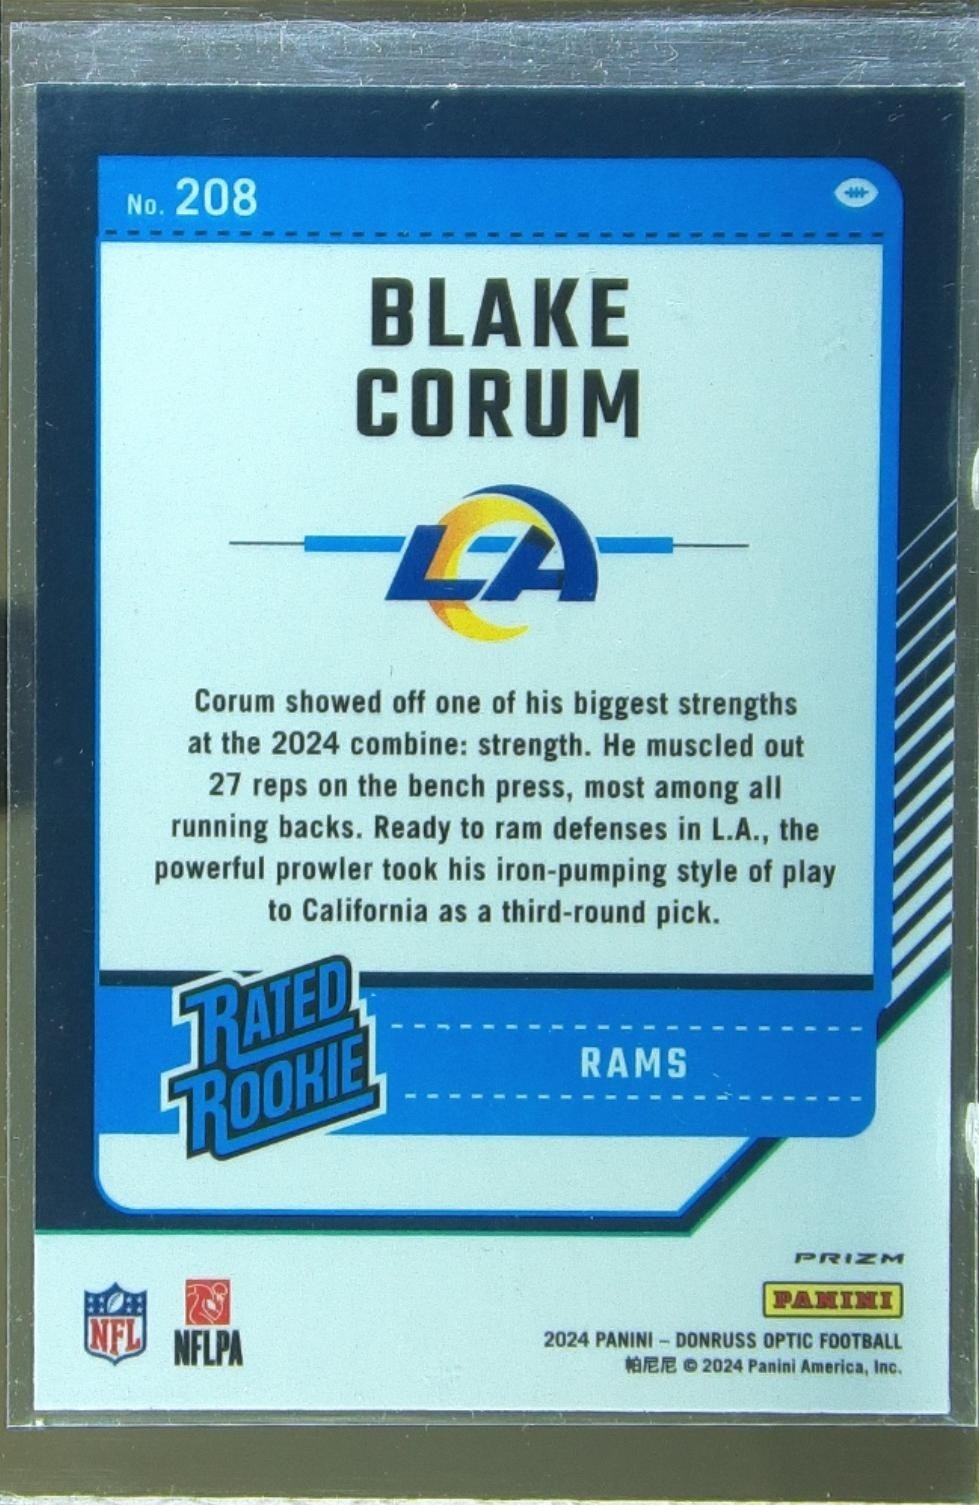 No. 208
BLAKE
CORUM
LA
Corum showed off one of his biggest strengths
at the 2024 combine: strength. He muscled out
27 reps on the bench press, most among all
running backs. Ready to ram defenses in L.A., the
powerful prowler took his iron-pumping style of play
to California as a third-round pick.
RATED
ROOKIE
RAMS
PRIZM
PANINI
NFL
NFLPA
2024 PANINI – DONRUSS OPTIC FOOTBALL
帕尼尼 © 2024 Panini America, Inc.